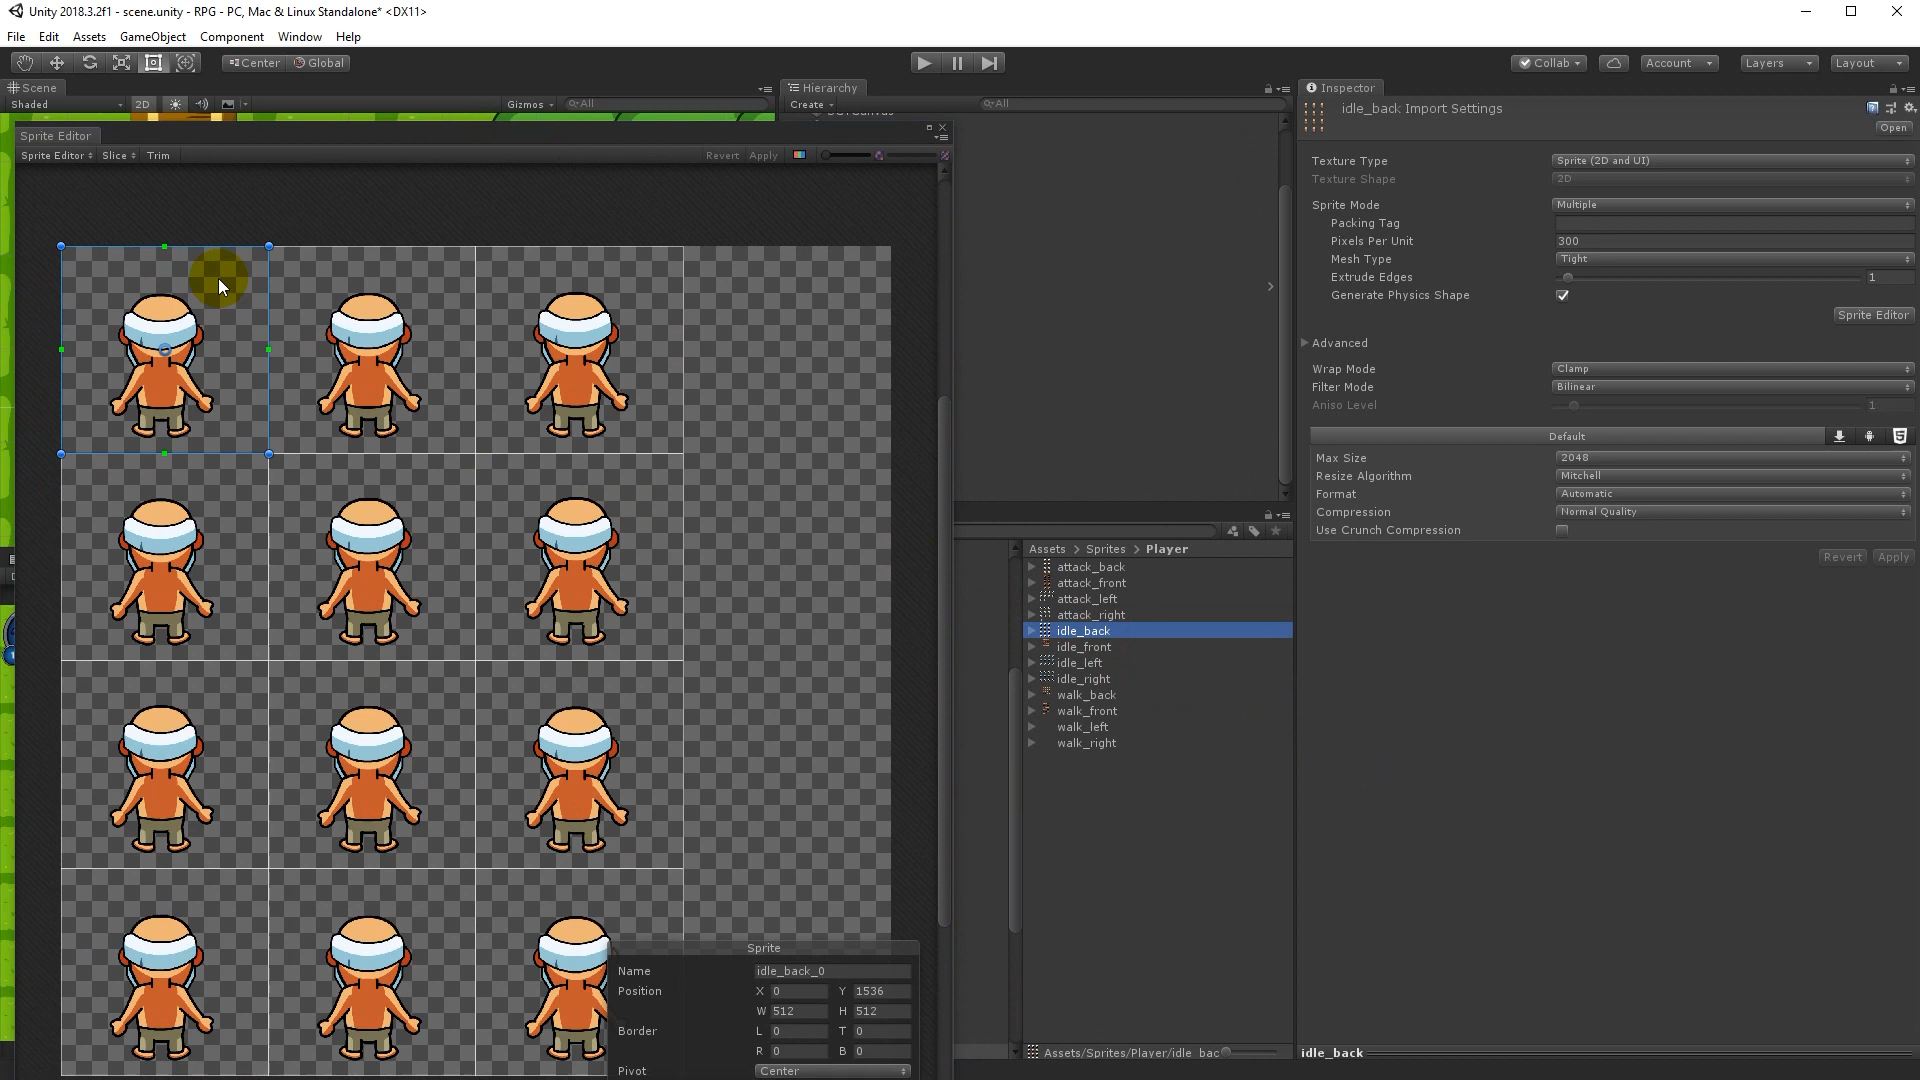 Unity 2018.3.2f1 - scene.unity - RPG - PC, Mac & Linux Standalone* <DX11>
File Edit Assets GameObject Component Window Help
Center Global Collab Account Layers Layout
Scene Hierarchy Inspector
Shaded 2D Gizmos All Create All
idle_back Import Settings
Open
Sprite Editor
Sprite Editor Slice Trim Revert Apply
Texture Type Sprite (2D and UI)
Texture Shape 2D
Sprite Mode Multiple
Packing Tag
Pixels Per Unit 300
Mesh Type Tight
Extrude Edges 1
Generate Physics Shape
Sprite Editor
Advanced
Wrap Mode Clamp
Filter Mode Bilinear
Aniso Level 1
Default
Max Size 2048
Resize Algorithm Mitchell
Format Automatic
Compression Normal Quality
Use Crunch Compression
Revert Apply
Assets > Sprites > Player
attack_back
attack_front
attack_left
attack_right
idle_back
idle_front
idle_left
idle_right
walk_back
walk_front
walk_left
walk_right
Sprite
Name idle_back_0
Position X 0 Y 1536
W 512 H 512
Border L 0 T 0
R 0 B 0
Pivot Center
Assets/Sprites/Player/idle_bac
idle_back